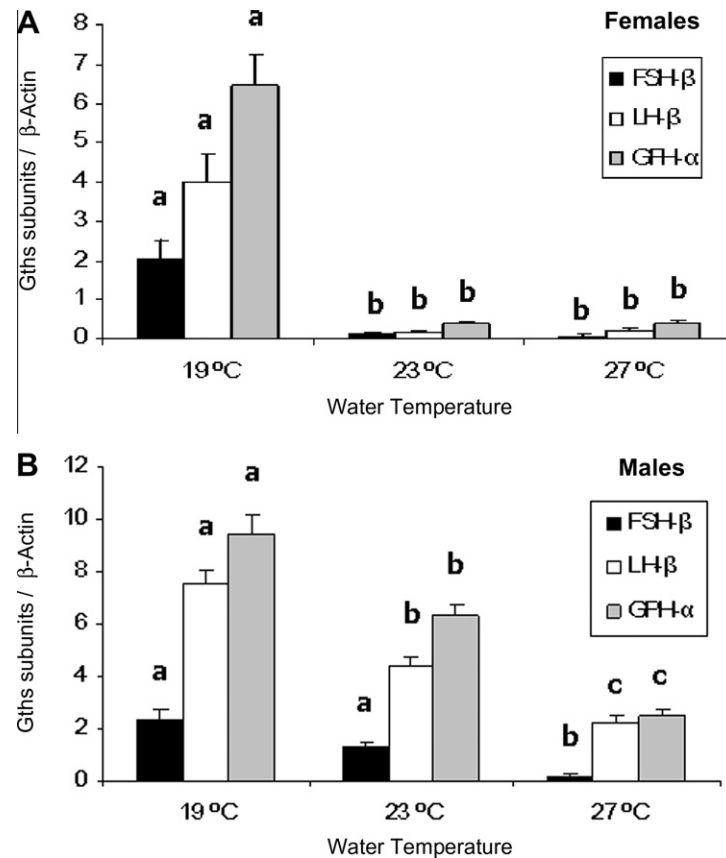 A
Females
8
7
6
5
4
3
2
1
0
Gths subunits / β-Actin
FSH-β
LH-β
GPH-α
a a a
b b b
b b b
19 ºC 23 ºC 27 ºC
Water Temperature
B
Males
12
10
8
6
4
2
0
Gths subunits / β-Actin
FSH-β
LH-β
GPH-α
a a a
a b b
b c c
19 ºC 23 ºC 27 ºC
Water Temperature